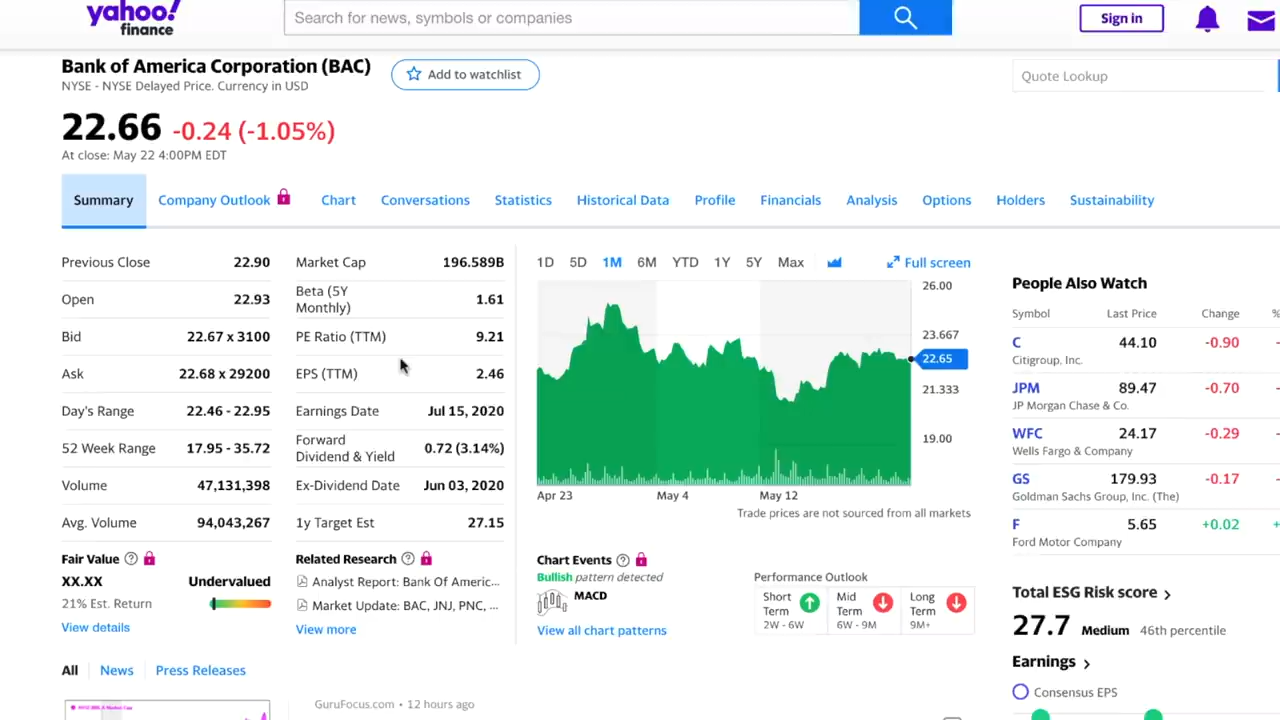 yahoo!
finance
Search for news, symbols or companies
Sign in
Bank of America Corporation (BAC)
Add to watchlist
NYSE - NYSE Delayed Price. Currency in USD
Quote Lookup
22.66 -0.24 (-1.05%)
At close: May 22 4:00PM EDT
Summary Company Outlook Chart Conversations Statistics Historical Data Profile Financials Analysis Options Holders Sustainability
Previous Close 22.90
Open 22.93
Bid 22.67 x 3100
Ask 22.68 x 29200
Day's Range 22.46 - 22.95
52 Week Range 17.95 - 35.72
Volume 47,131,398
Avg. Volume 94,043,267
Market Cap 196.589B
Beta (5Y
Monthly) 1.61
PE Ratio (TTM) 9.21
EPS (TTM) 2.46
Earnings Date Jul 15, 2020
Forward
Dividend & Yield 0.72 (3.14%)
Ex-Dividend Date Jun 03, 2020
1y Target Est 27.15
1D 5D 1M 6M YTD 1Y 5Y Max Full screen
26.00
23.667
22.65
21.333
19.00
Apr 23 May 4 May 12
Trade prices are not sourced from all markets
Fair Value ?
XX.XX Undervalued
21% Est. Return
View details
Related Research ?
Analyst Report: Bank Of Americ...
Market Update: BAC, JNJ, PNC, ...
View more
Chart Events ?
Bullish pattern detected
MACD
View all chart patterns
Performance Outlook
Short
Term
2W - 6W
Mid
Term
6W - 9M
Long
Term
9M+
People Also Watch
Symbol Last Price Change %
C 44.10 -0.90 -
Citigroup, Inc.
JPM 89.47 -0.70 -
JP Morgan Chase & Co.
WFC 24.17 -0.29 -
Wells Fargo & Company
GS 179.93 -0.17 -
Goldman Sachs Group, Inc. (The)
F 5.65 +0.02 +
Ford Motor Company
Total ESG Risk score
27.7 Medium 46th percentile
Earnings
Consensus EPS
All News Press Releases
GuruFocus.com • 12 hours ago